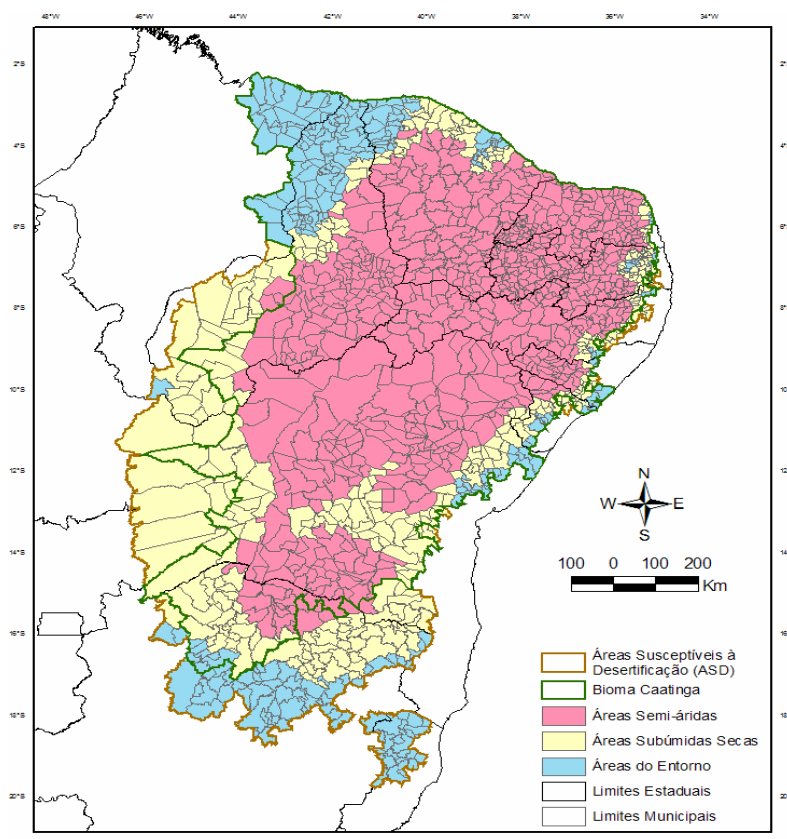 48°W 46°W 44°W 42°W 40°W 38°W 36°W 34°W
2°S
4°S
6°S
8°S
10°S
12°S
14°S
16°S
18°S
20°S
N
W E
S
100 0 100 200
Km
Áreas Susceptíveis à
Desertificação (ASD)
Bioma Caatinga
Áreas Semi-áridas
Áreas Subúmidas Secas
Áreas do Entorno
Limites Estaduais
Limites Municipais